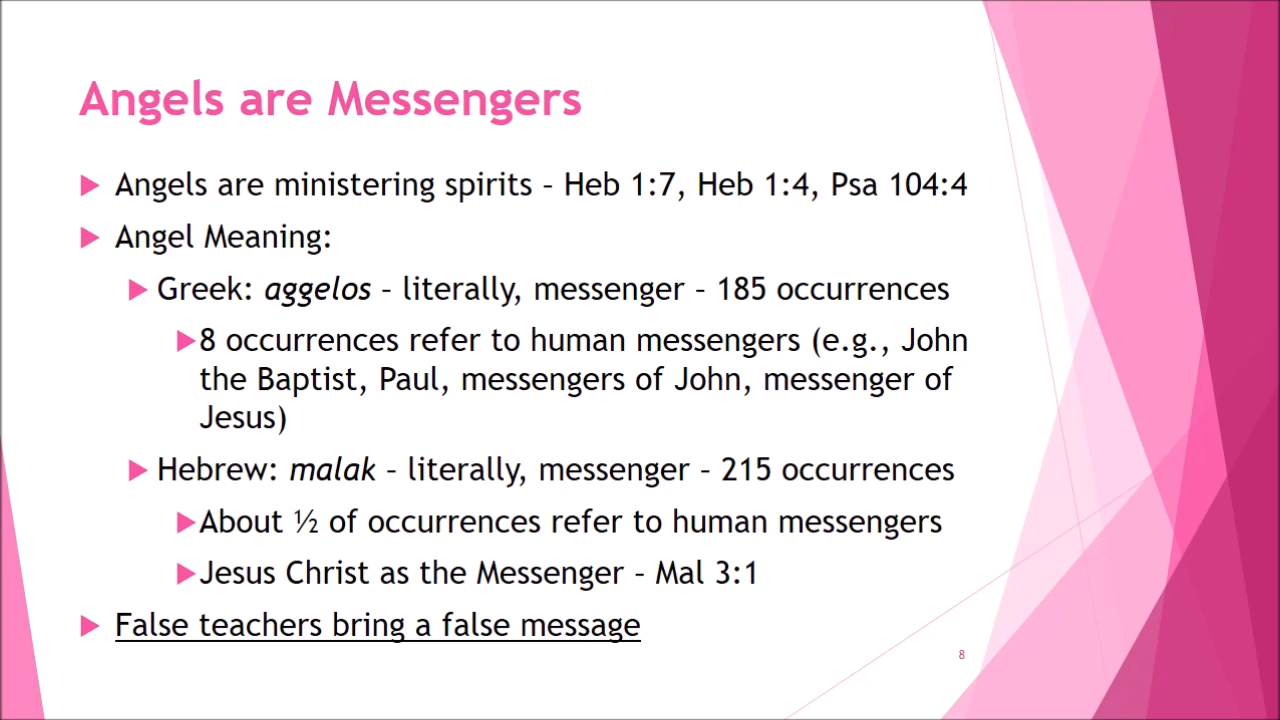 Angels are Messengers
Angels are ministering spirits – Heb 1:7, Heb 1:4, Psa 104:4
Angel Meaning:
Greek: aggelos – literally, messenger – 185 occurrences
8 occurrences refer to human messengers (e.g., John
the Baptist, Paul, messengers of John, messenger of
Jesus)
Hebrew: malak – literally, messenger – 215 occurrences
About ½ of occurrences refer to human messengers
Jesus Christ as the Messenger – Mal 3:1
False teachers bring a false message
8